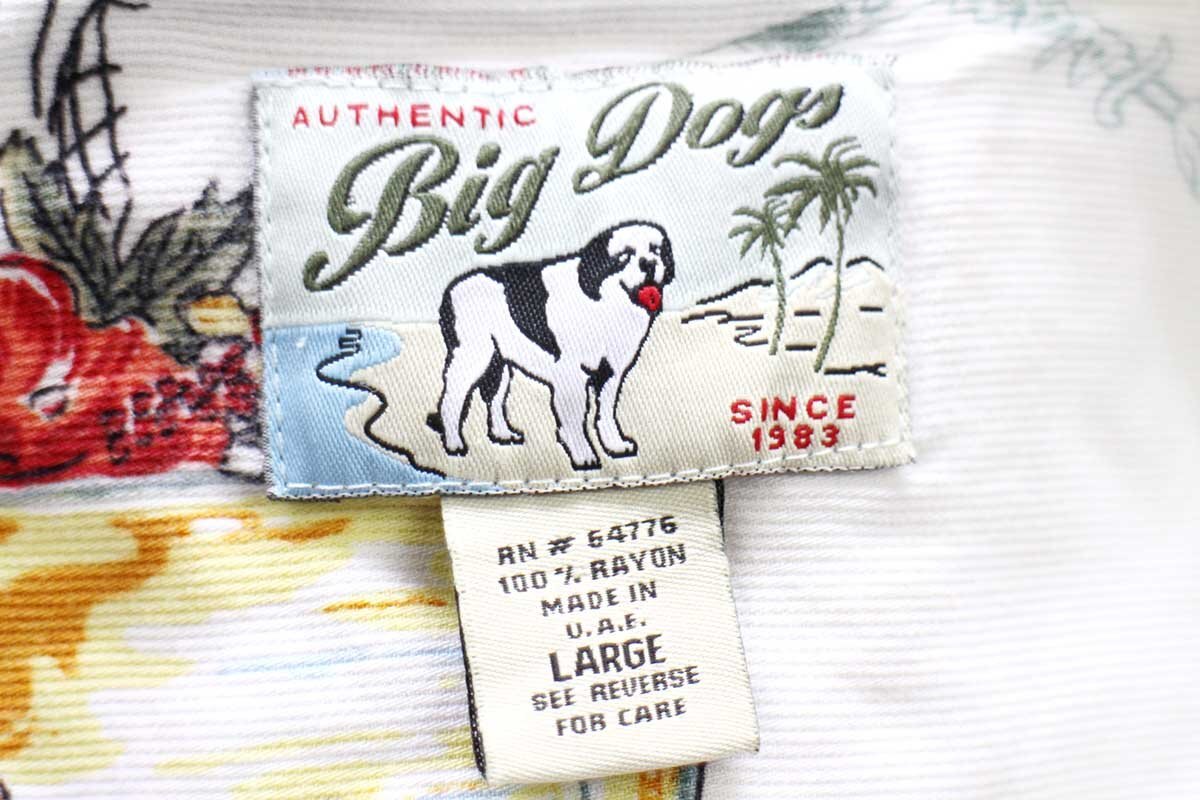 AUTHENTIC
Big Dogs
SINCE
1983
RN # 64776
100% RAYON
MADE IN
U.A.E.
LARGE
SEE REVERSE
FOR CARE